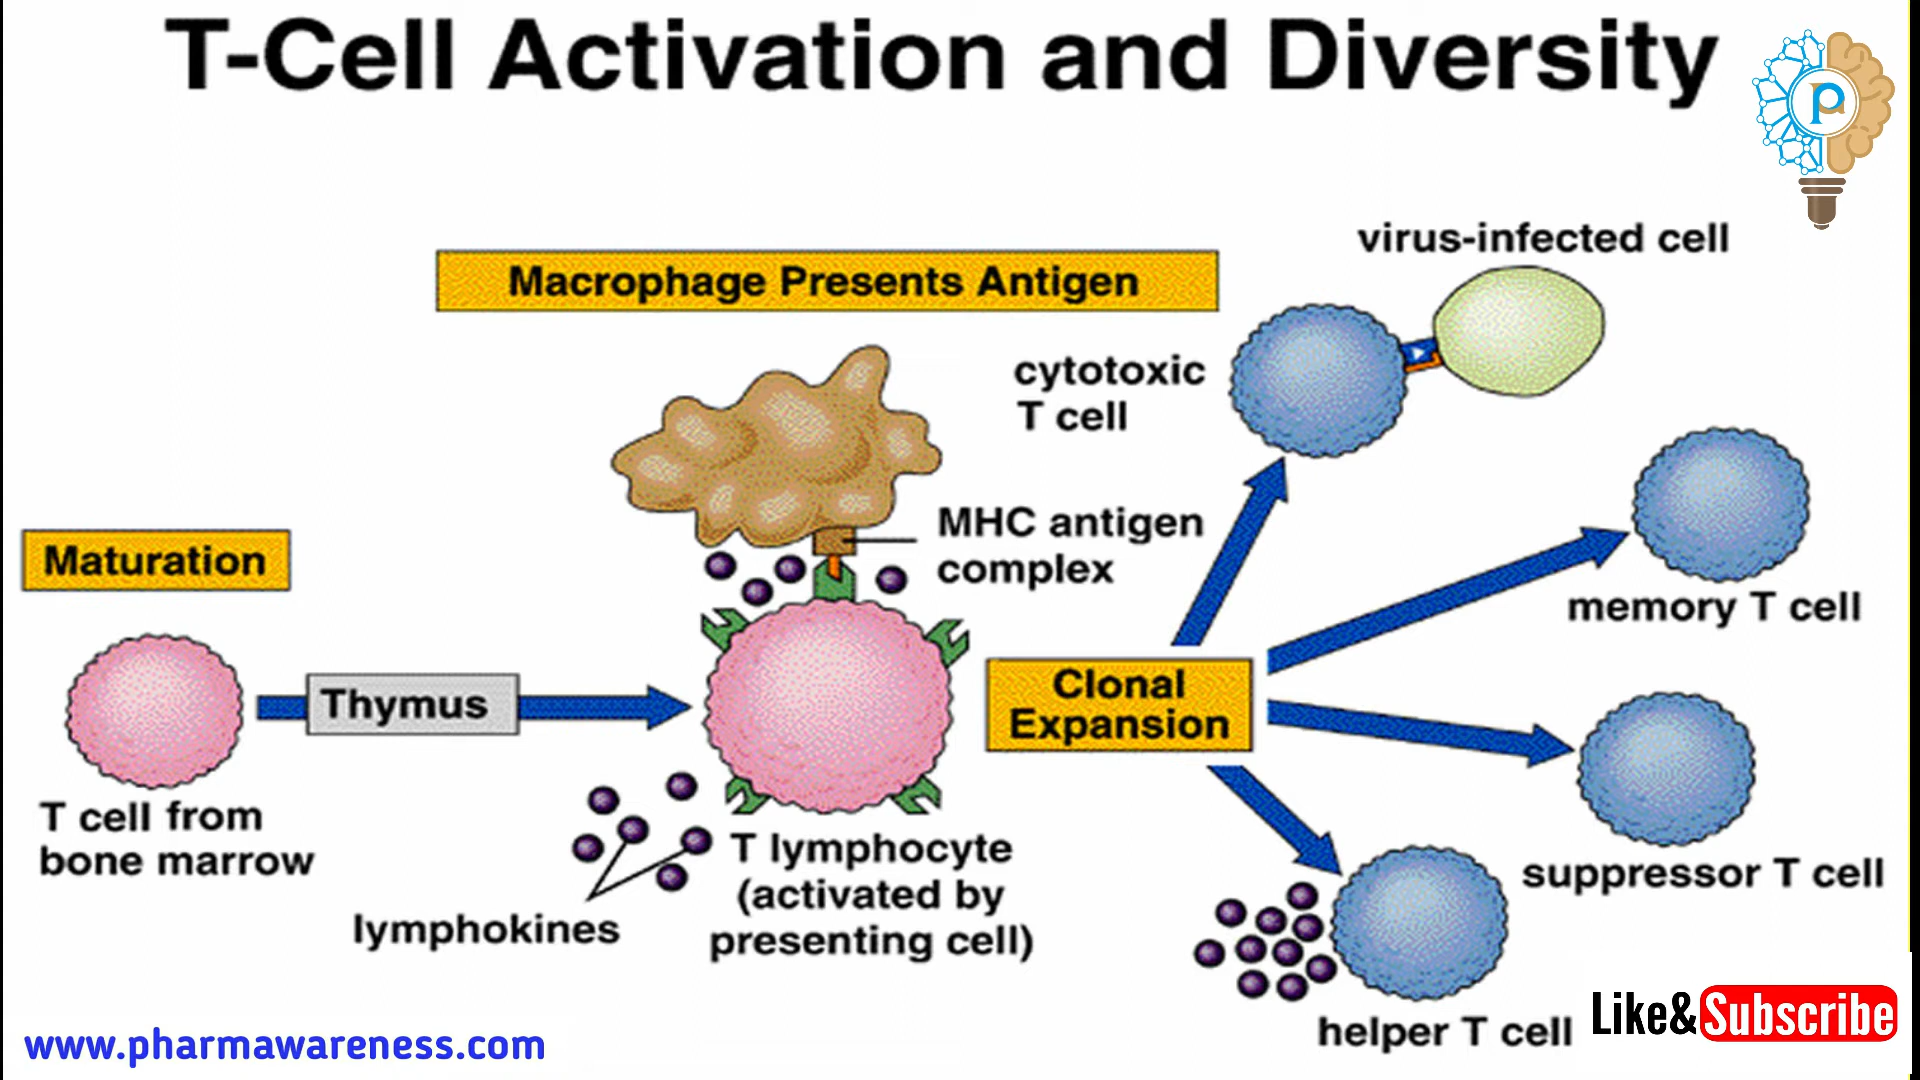 T-Cell Activation and Diversity
p
virus-infected cell
Macrophage Presents Antigen
cytotoxic
T cell
MHC antigen
complex
Maturation
memory T cell
Thymus
Clonal
Expansion
T cell from
bone marrow
T lymphocyte
(activated by
presenting cell)
lymphokines
suppressor T cell
helper T cell
Like& Subscribe
www.pharmawareness.com